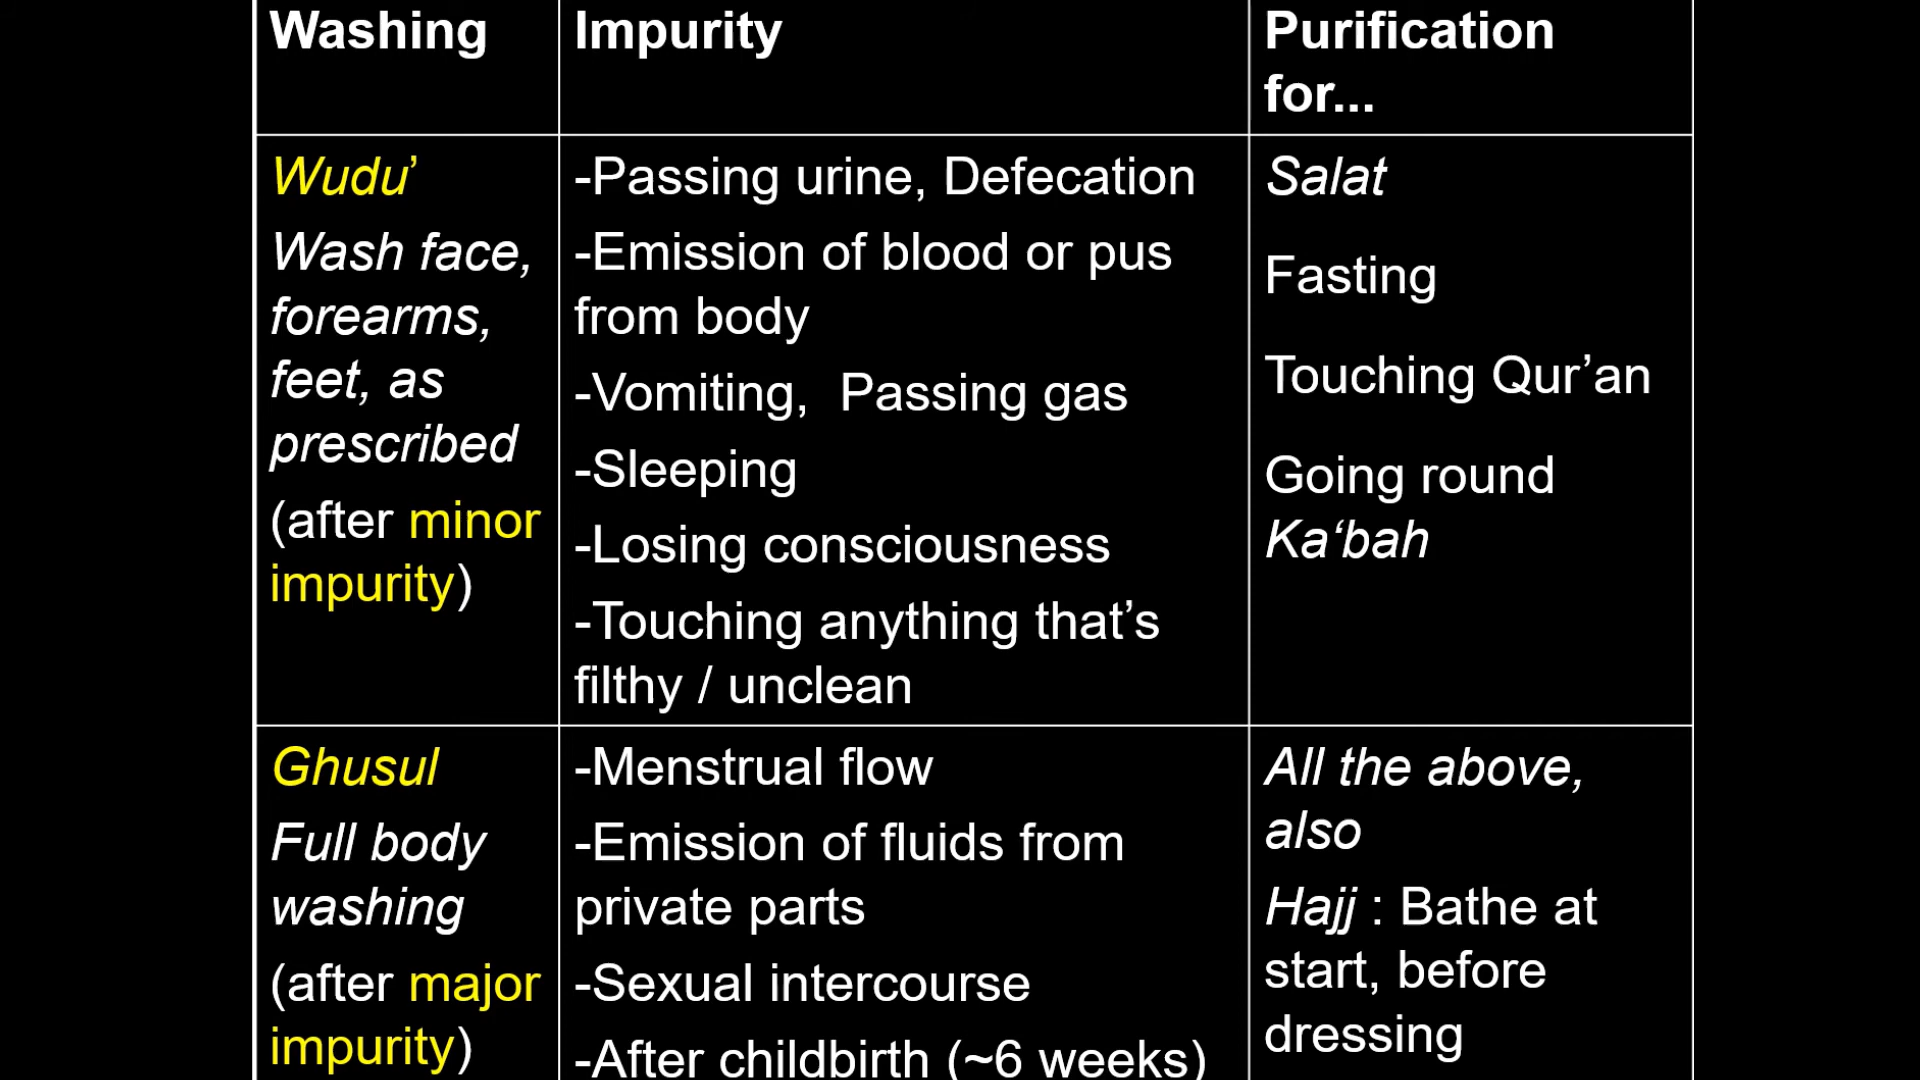 Washing
Impurity
Purification
for...
Wudu’
Wash face,
forearms,
feet, as
prescribed
(after minor
impurity)
-Passing urine, Defecation
-Emission of blood or pus
from body
-Vomiting,  Passing gas
-Sleeping
-Losing consciousness
-Touching anything that’s
filthy / unclean
Salat
Fasting
Touching Qur’an
Going round
Ka‘bah
Ghusul
Full body
washing
(after major
impurity)
-Menstrual flow
-Emission of fluids from
private parts
-Sexual intercourse
-After childbirth (~6 weeks)
All the above,
also
Hajj : Bathe at
start, before
dressing